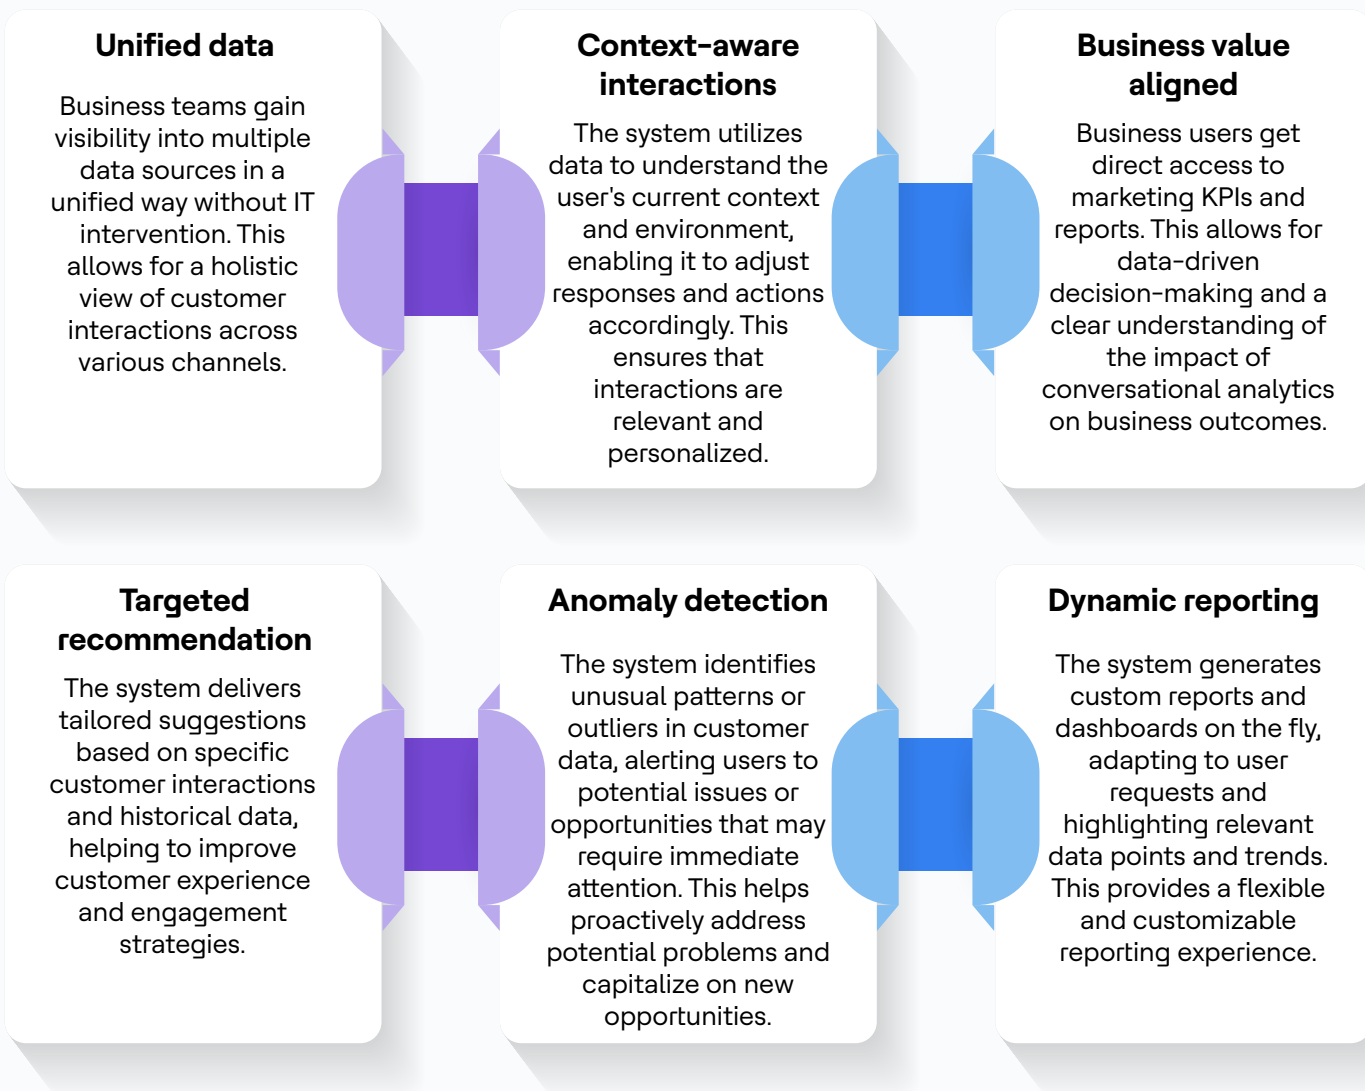 Unified data
Business teams gain
visibility into multiple
data sources in a
unified way without IT
intervention. This
allows for a holistic
view of customer
interactions across
various channels.
Context-aware
interactions
The system utilizes
data to understand the
user's current context
and environment,
enabling it to adjust
responses and actions
accordingly. This
ensures that
interactions are
relevant and
personalized.
Business value
aligned
Business users get
direct access to
marketing KPIs and
reports. This allows for
data-driven
decision-making and a
clear understanding of
the impact of
conversational analytics
on business outcomes.
Targeted
recommendation
The system delivers
tailored suggestions
based on specific
customer interactions
and historical data,
helping to improve
customer experience
and engagement
strategies.
Anomaly detection
The system identifies
unusual patterns or
outliers in customer
data, alerting users to
potential issues or
opportunities that may
require immediate
attention. This helps
proactively address
potential problems and
capitalize on new
opportunities.
Dynamic reporting
The system generates
custom reports and
dashboards on the fly,
adapting to user
requests and
highlighting relevant
data points and trends.
This provides a flexible
and customizable
reporting experience.